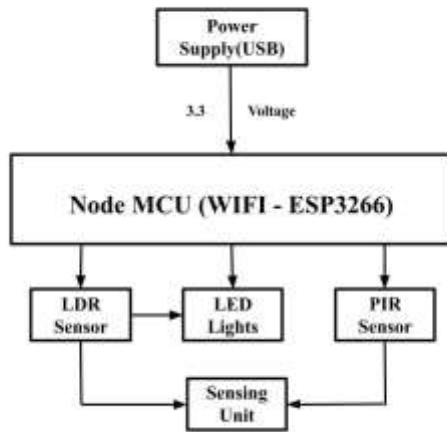 Power
Supply(USB)
3.3 Voltage
Node MCU (WIFI - ESP3266)
LDR
Sensor
LED
Lights
PIR
Sensor
Sensing
Unit